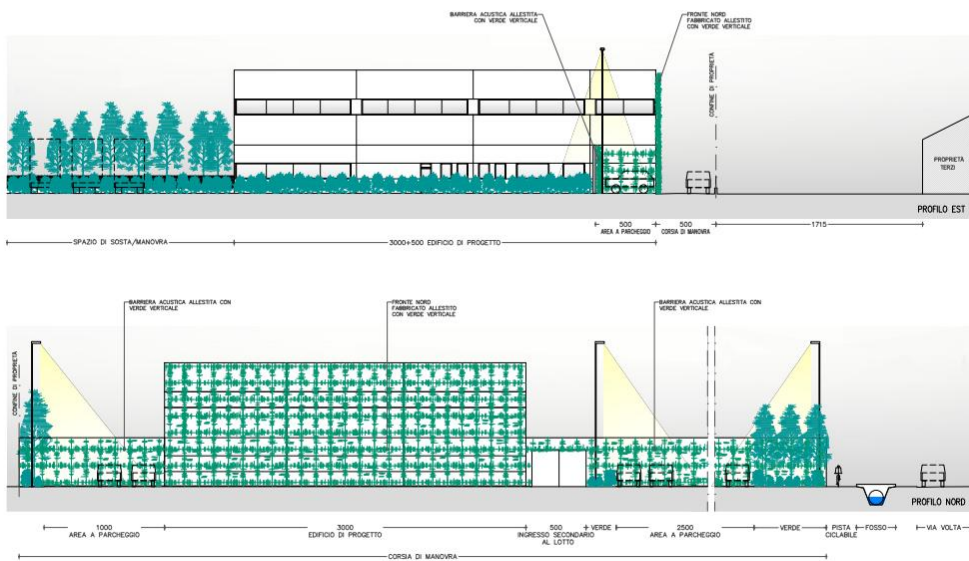 BARRIERA ACUSTICA ALLESTITA
CON VERDE VERTICALE
FRONTE NORD
FABBRICATO ALLESTITO
CON VERDE VERTICALE
CONFINE DI PROPRIETÀ
PROPRIETÀ
TERZI
PROFILO EST
500
AREA A PARCHEGGIO
500
CORSIA DI MANOVRA
1715
SPAZIO DI SOSTA/MANOVRA
3000+500 EDIFICIO DI PROGETTO
BARRIERA ACUSTICA ALLESTITA CON
VERDE VERTICALE
FRONTE NORD
FABBRICATO ALLESTITO
CON VERDE VERTICALE
BARRIERA ACUSTICA ALLESTITA CON
VERDE VERTICALE
CONFINE DI PROPRIETÀ
PROFILO NORD
1000
AREA A PARCHEGGIO
3000
EDIFICIO DI PROGETTO
500
INGRESSO SECONDARIO
AL LOTTO
VERDE
2500
AREA A PARCHEGGIO
VERDE
PISTA
CICLABILE
FOSSO
VIA VOLTA
CORSIA DI MANOVRA